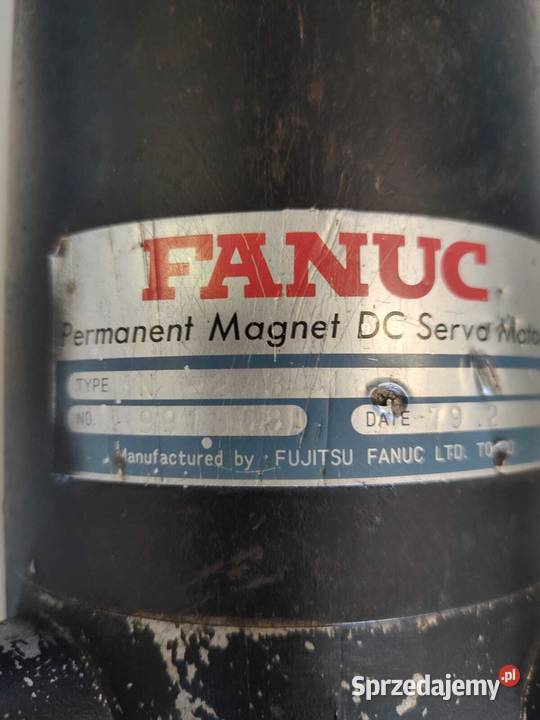 FANUC
Permanent Magnet DC Servo Motor
TYPE
NO.
DATE 79.2
Manufactured by FUJITSU FANUC LTD.
Sprzedajemy.pl